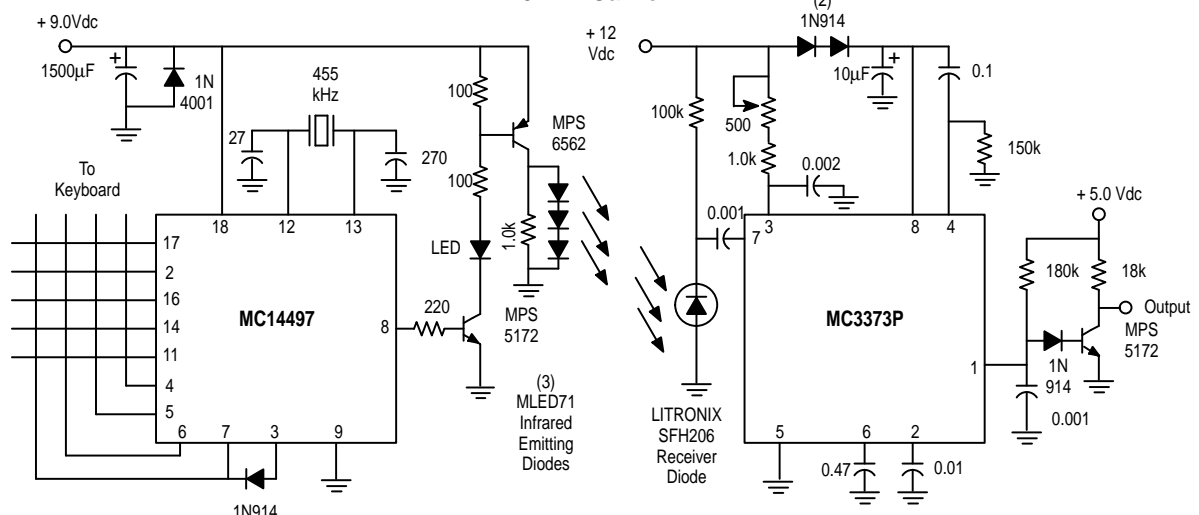 + 9.0Vdc
1500µF
+
1N
4001
455
kHz
27
270
100
100
MPS
6562
To
Keyboard
18
12
13
17
2
16
14
11
4
5
6
7
3
9
8
MC14497
1N914
LED
220
1.0k
MPS
5172
(3)
MLED71
Infrared
Emitting
Diodes
+ 12
Vdc
(2)
1N914
+
10µF
0.1
100k
500
1.0k
150k
0.002
0.001
3
7
8
4
MC3373P
1
5
6
2
0.47
0.01
LITRONIX
SFH206
Receiver
Diode
+ 5.0 Vdc
180k
18k
Output
MPS
5172
1N
914
0.001